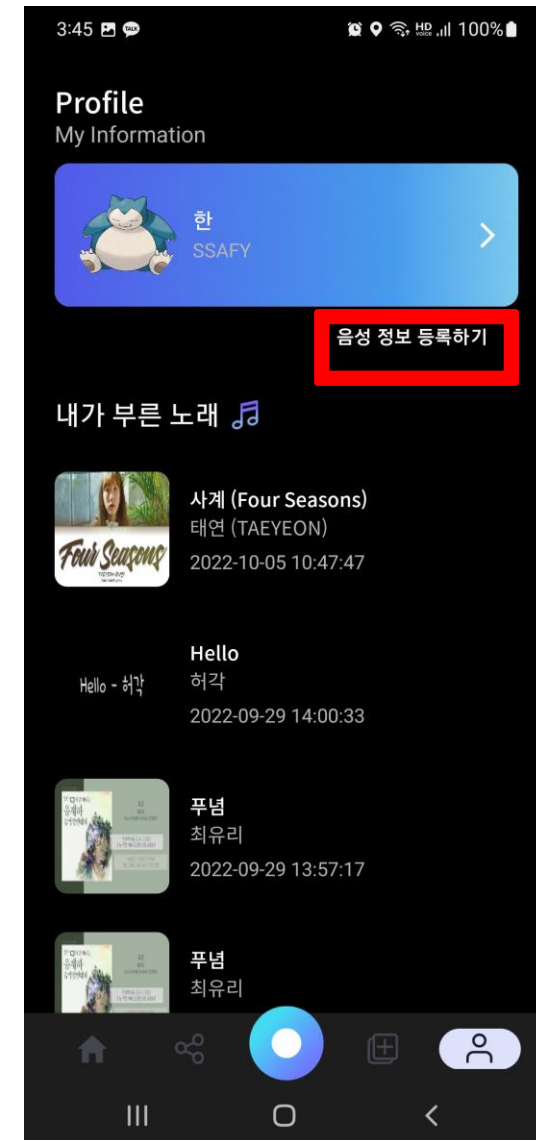 3:45
HD
voice
100%
Profile
My Information
한
SSAFY
음성 정보 등록하기
내가 부른 노래
Four Seasons
사계 (Four Seasons)
태연 (TAEYEON)
2022-10-05 10:47:47
Hello - 허각
Hello
허각
2022-09-29 14:00:33
푸념
최유리
2022-09-29 13:57:17
푸념
최유리